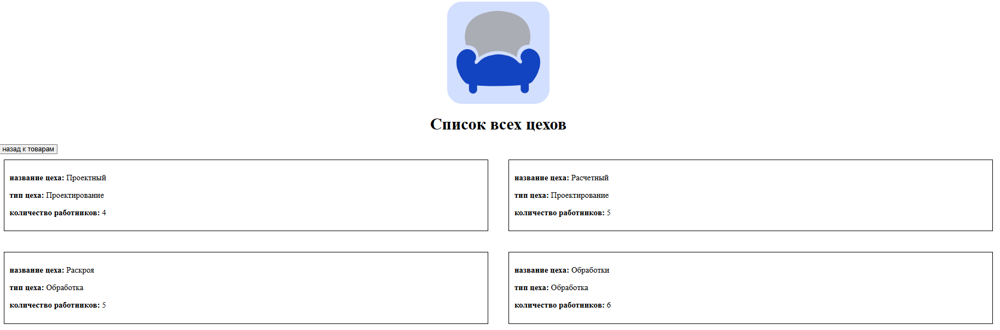 Список всех цехов
назад к товарам
название цеха: Проектный
тип цеха: Проектирование
количество работников: 4
название цеха: Расчетный
тип цеха: Проектирование
количество работников: 5
название цеха: Раскроя
тип цеха: Обработка
количество работников: 5
название цеха: Обработки
тип цеха: Обработка
количество работников: 6